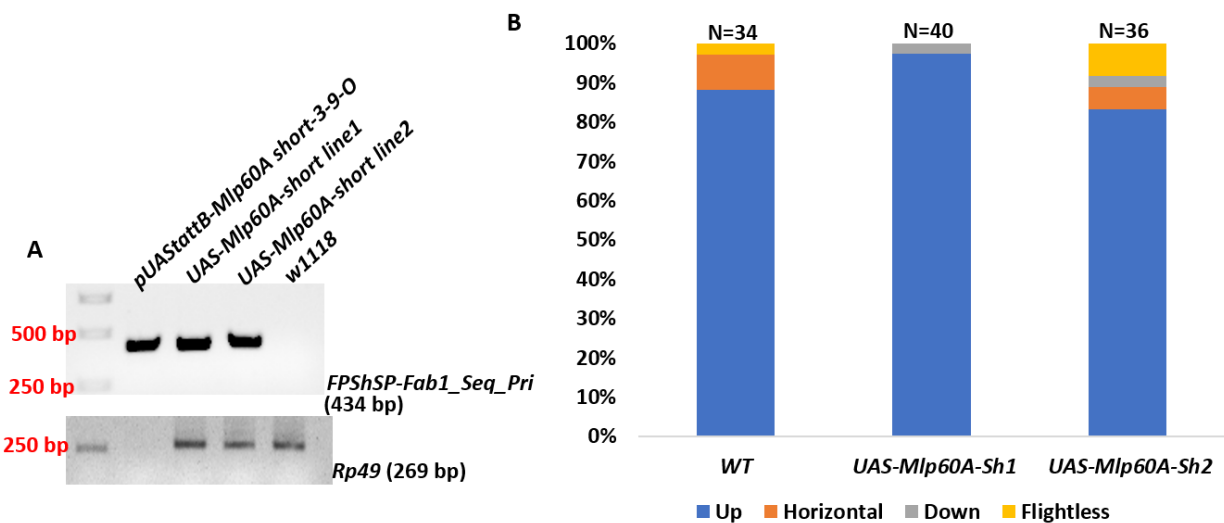 A
pUASTattB-Mlp60A short-3-9-O
UAS-Mlp60A-short line1
UAS-Mlp60A-short line2
w1118
500 bp
250 bp
FPShSP-Fab1_Seq_Pri
(434 bp)
250 bp
Rp49 (269 bp)
B
N=34 N=40 N=36
100%
90%
80%
70%
60%
50%
40%
30%
20%
10%
0%
WT UAS-Mlp60A-Sh1 UAS-Mlp60A-Sh2
Up Horizontal Down Flightless